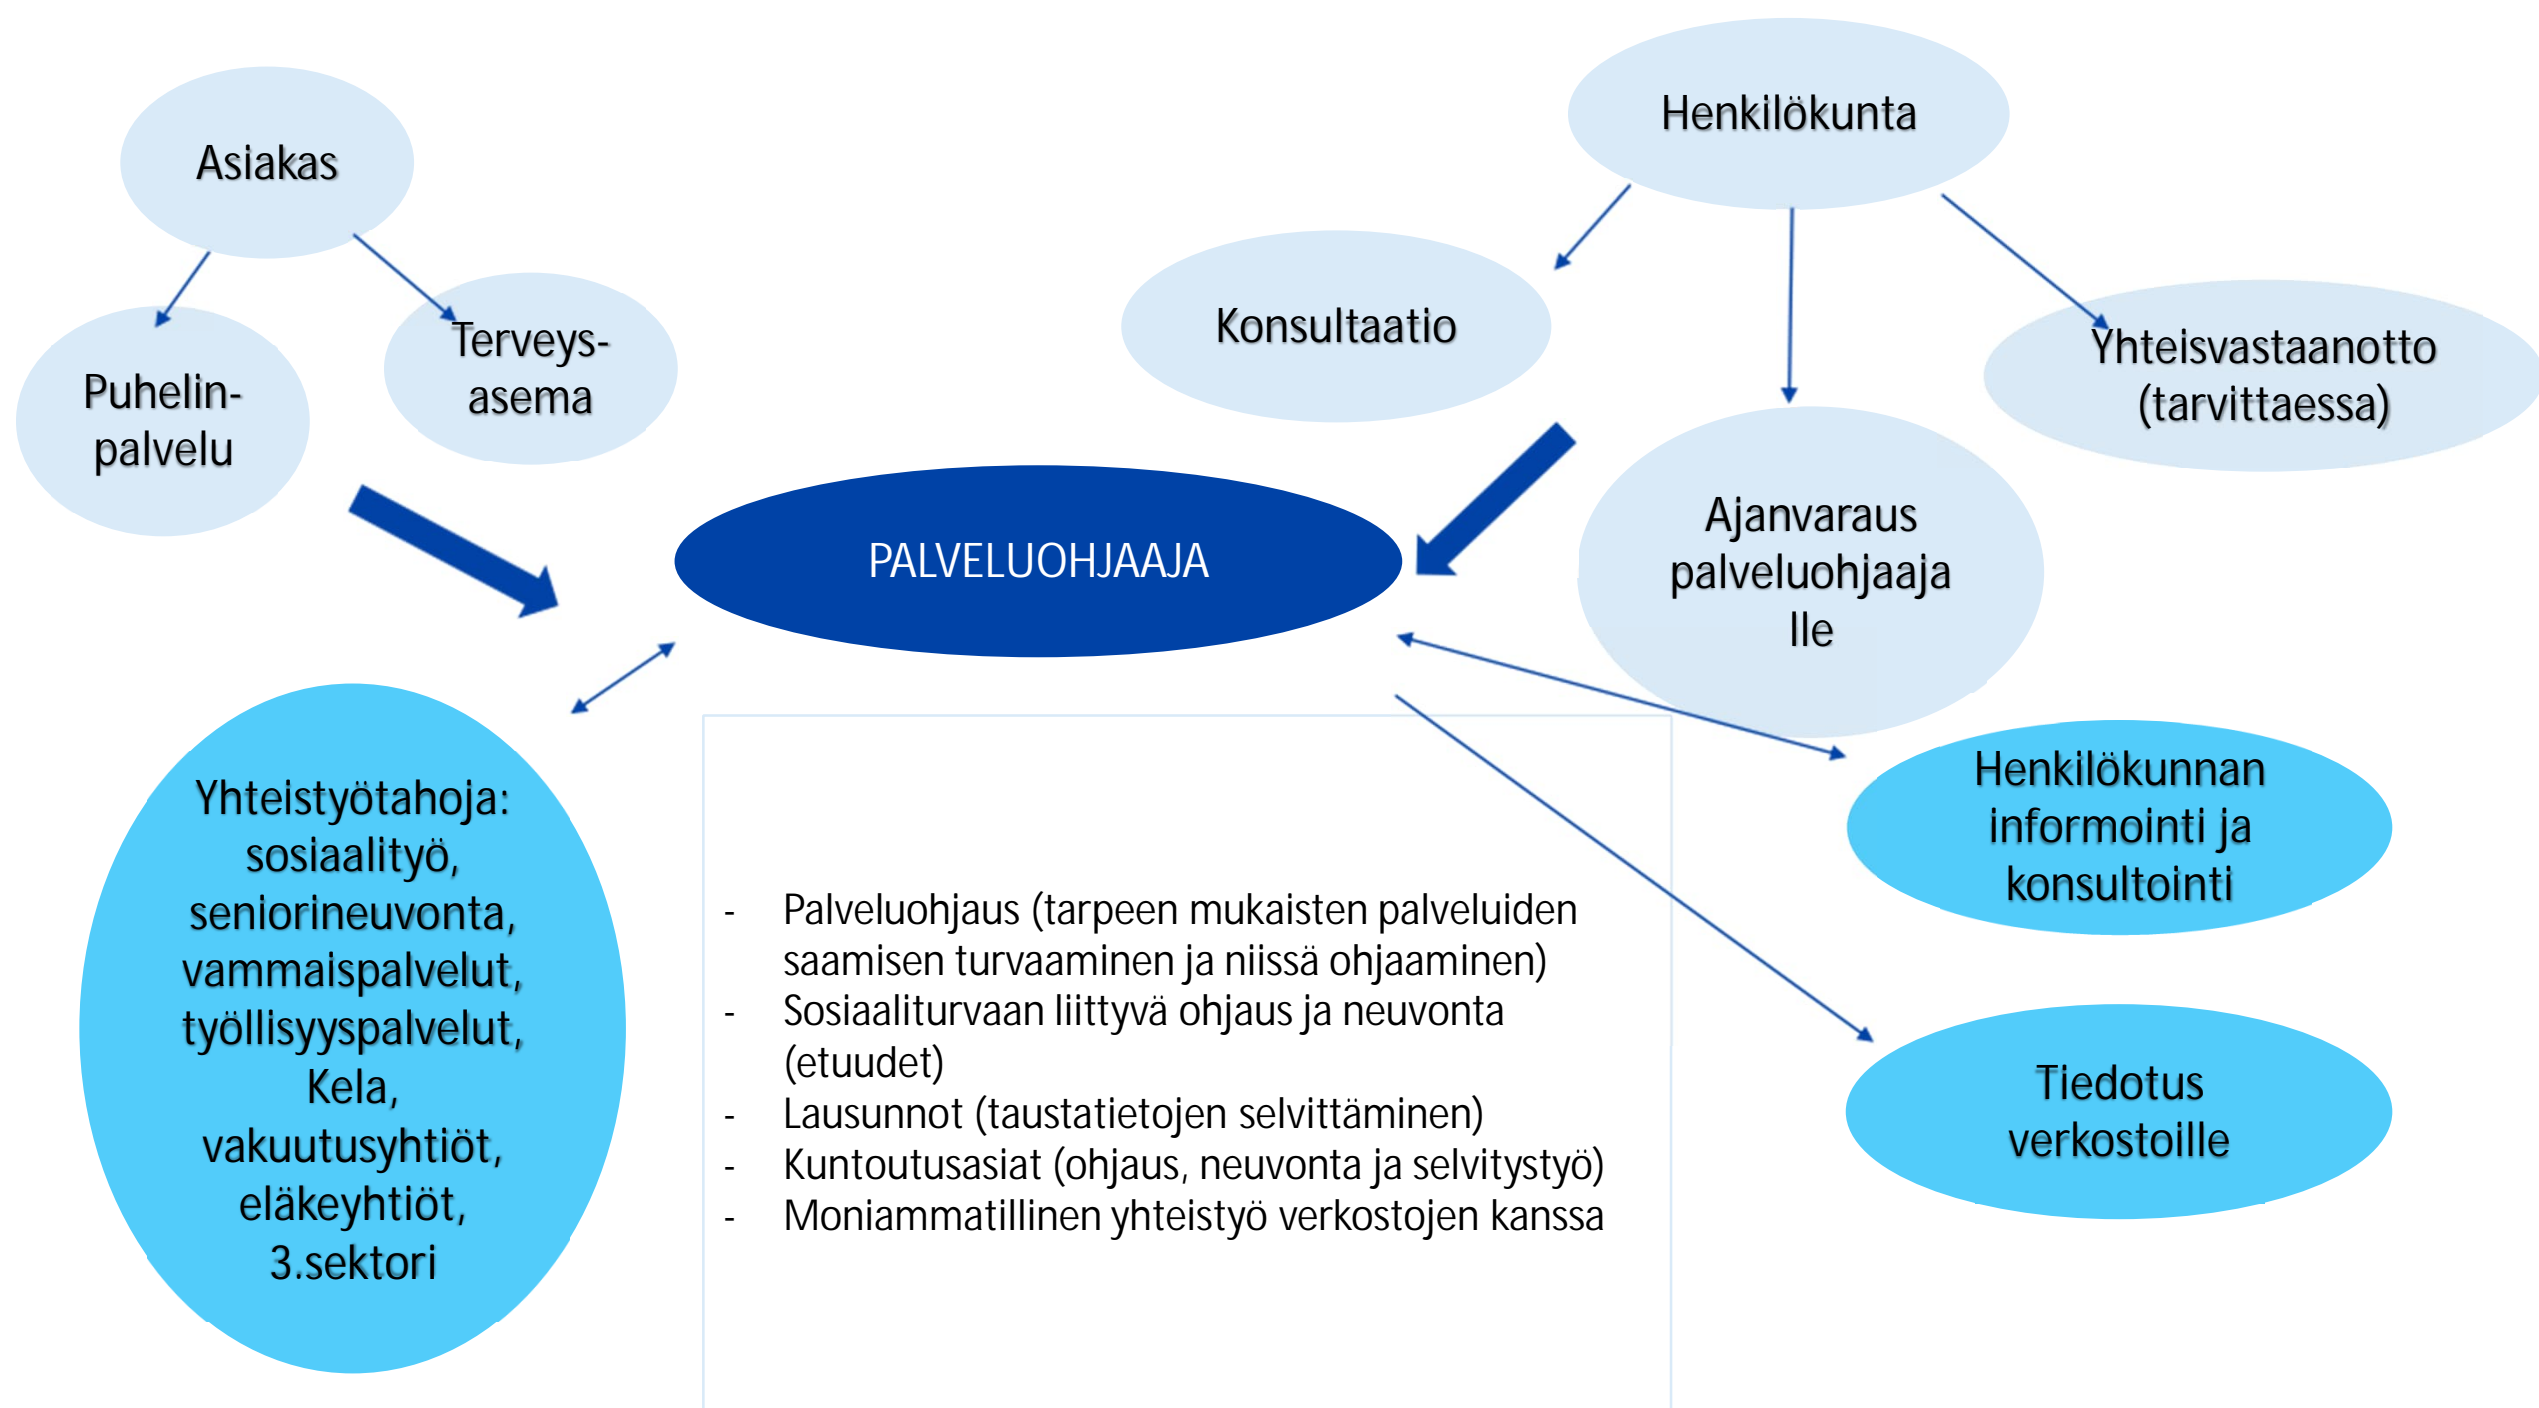 Asiakas
Puhelin-
palvelu
Terveys-
asema
Henkilökunta
Konsultaatio
Ajanvaraus
palveluohjaaja
lle
Yhteisvastaanotto
(tarvittaessa)
PALVELUOHJAAJA
Yhteistyötahoja:
sosiaalityö,
seniorineuvonta,
vammaispalvelut,
työllisyyspalvelut,
Kela,
vakuutusyhtiöt,
eläkeyhtiöt,
3.sektori
- Palveluohjaus (tarpeen mukaisten palveluiden
saamisen turvaaminen ja niissä ohjaaminen)
- Sosiaaliturvaan liittyvä ohjaus ja neuvonta
(etuudet)
- Lausunnot (taustatietojen selvittäminen)
- Kuntoutusasiat (ohjaus, neuvonta ja selvitystyö)
- Moniammatillinen yhteistyö verkostojen kanssa
Henkilökunnan
informointi ja
konsultointi
Tiedotus
verkostoille